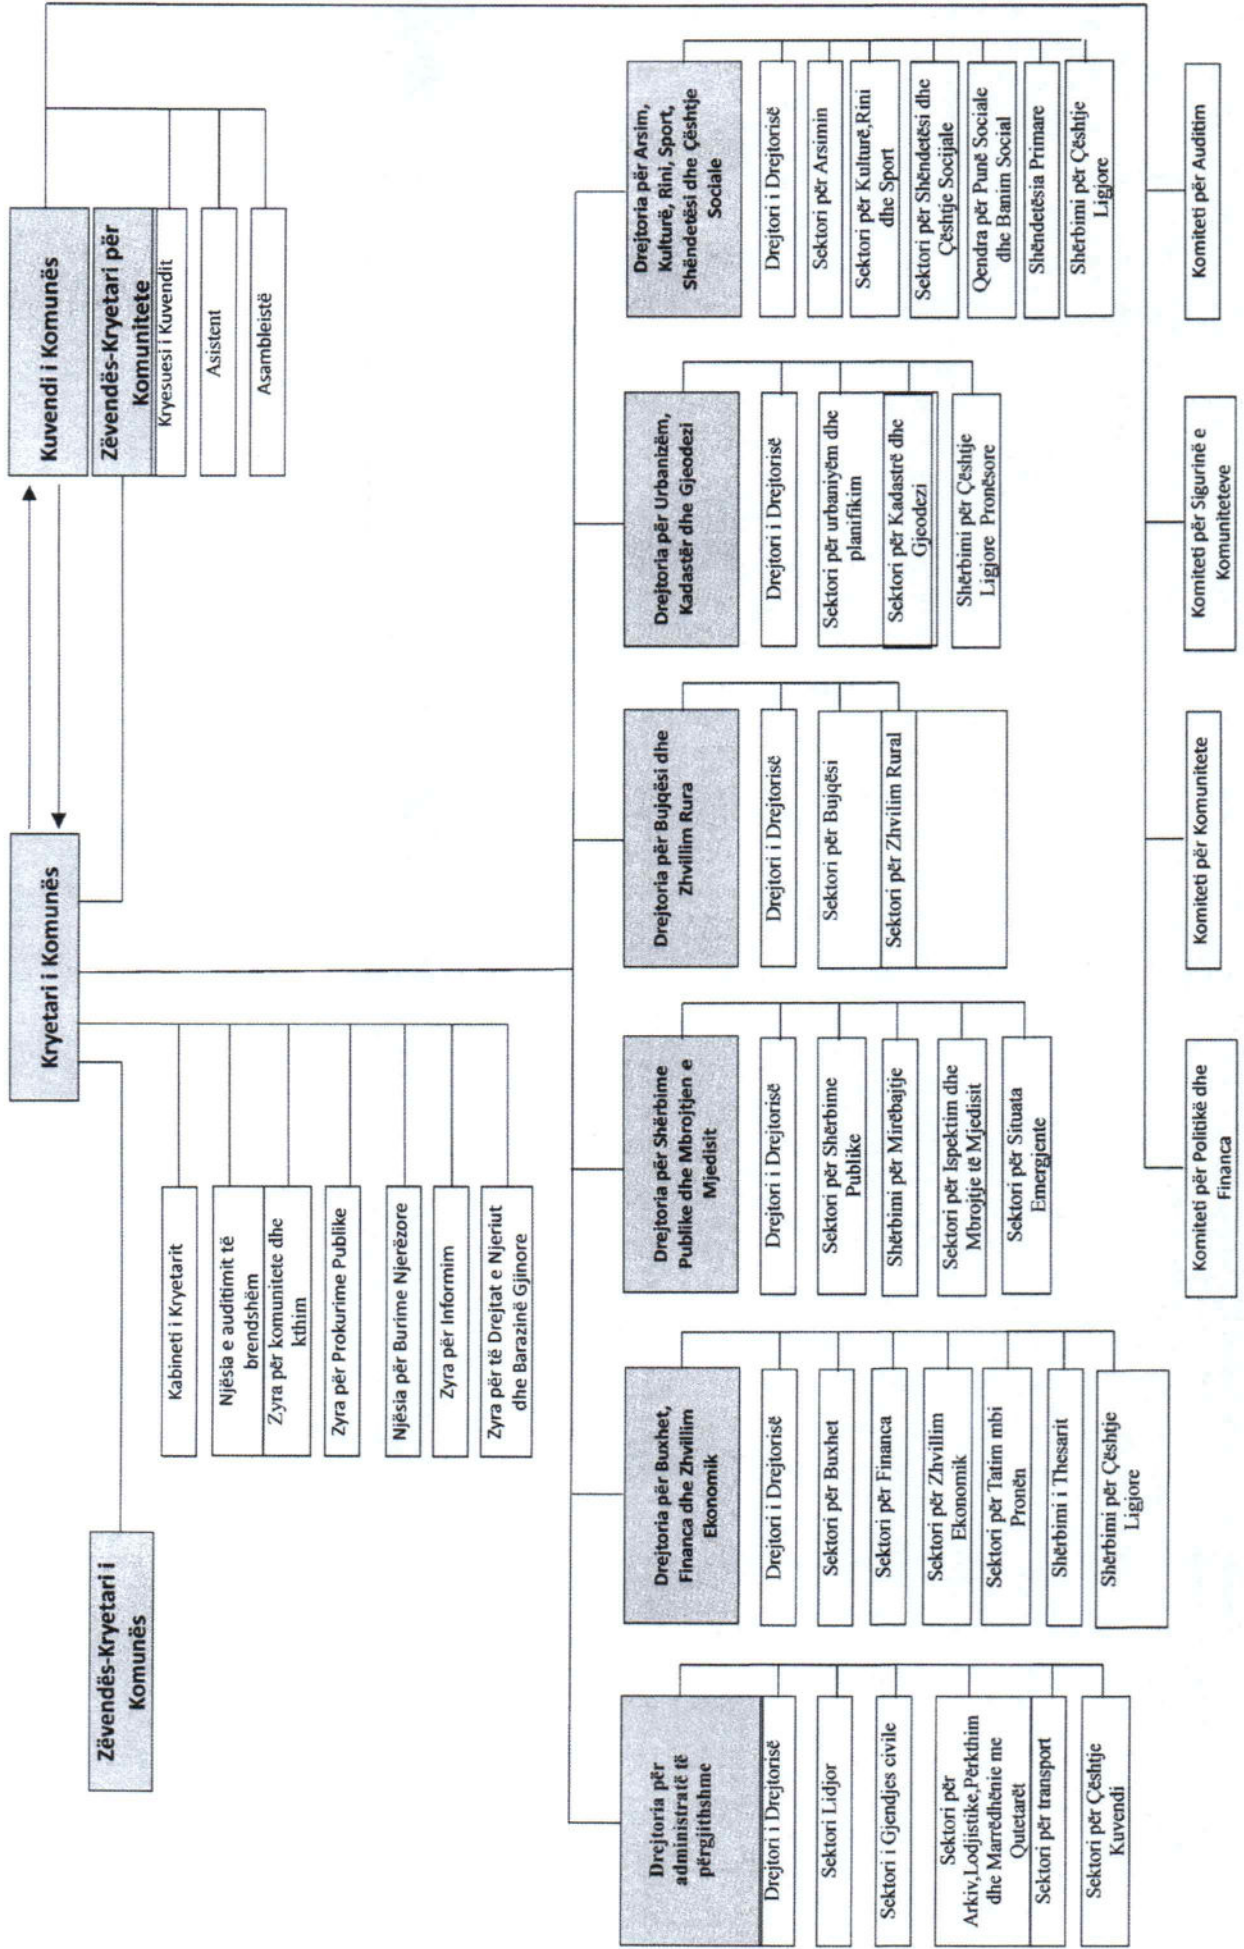 Kryetari i Komunës
Kuvendi i Komunës
Zëvendës-Kryetari për
Komunitete
Kryesuesi i Kuvendit
Asistent
Asambleistë
Zëvendës-Kryetari i
Komunës
Kabineti i Kryetarit
Njësia e auditimit të
brendshëm
Zyra për komunitete dhe
kthim
Zyra për Prokurime Publike
Njësia për Burime Njerëzore
Zyra për Informim
Zyra për të Drejtat e Njeriut
dhe Barazinë Gjinore
Drejtoria për
administratë të
përgjithshme
Drejtori i Drejtorisë
Sektori Lidjor
Sektori i Gjendjes civile
Sektori për
Arkiv,Lodjistike,Përkthim
dhe Marrëdhënie me
Qutetarët
Sektori për transport
Sektori për Çështje
Kuvendi
Drejtoria për Buxhet,
Financa dhe Zhvillim
Ekonomik
Drejtori i Drejtorisë
Sektori për Buxhet
Sektori për Financa
Sektori për Zhvillim
Ekonomik
Sektori për Tatim mbi
Pronën
Shërbimi i Thesarit
Shërbimi për Çështje
Ligjore
Drejtoria për Shërbime
Publike dhe Mbrojtjen e
Mjedisit
Drejtori i Drejtorisë
Sektori për Shërbime
Publike
Shërbimi për Mirëbajtje
Sektori për Ispektim dhe
Mbrojtje të Mjedisit
Sektori për Situata
Emergjente
Drejtoria për Bujqësi dhe
Zhvillim Rura
Drejtori i Drejtorisë
Sektori për Bujqësi
Sektori për Zhvilim Rural
Drejtoria për Urbanizëm,
Kadastër dhe Gjeodezi
Drejtori i Drejtorisë
Sektori për urbaniyëm dhe
planifikim
Sektori për Kadastrë dhe
Gjeodezi
Shërbimi për Çështje
Ligjore Pronësore
Drejtoria për Arsim,
Kulturë, Rini, Sport,
Shëndetësi dhe Çështje
Sociale
Drejtori i Drejtorisë
Sektori për Arsimin
Sektori për Kulturë,Rini
dhe Sport
Sektori për Shëndetësi dhe
Çështje Socijale
Qendra për Punë Sociale
dhe Banim Social
Shëndetësia Primare
Shërbimi për Çështje
Ligjore
Komiteti për Politikë dhe
Financa
Komiteti për Komunitete
Komiteti për Sigurinë e
Komuniteteve
Komiteti për Auditim